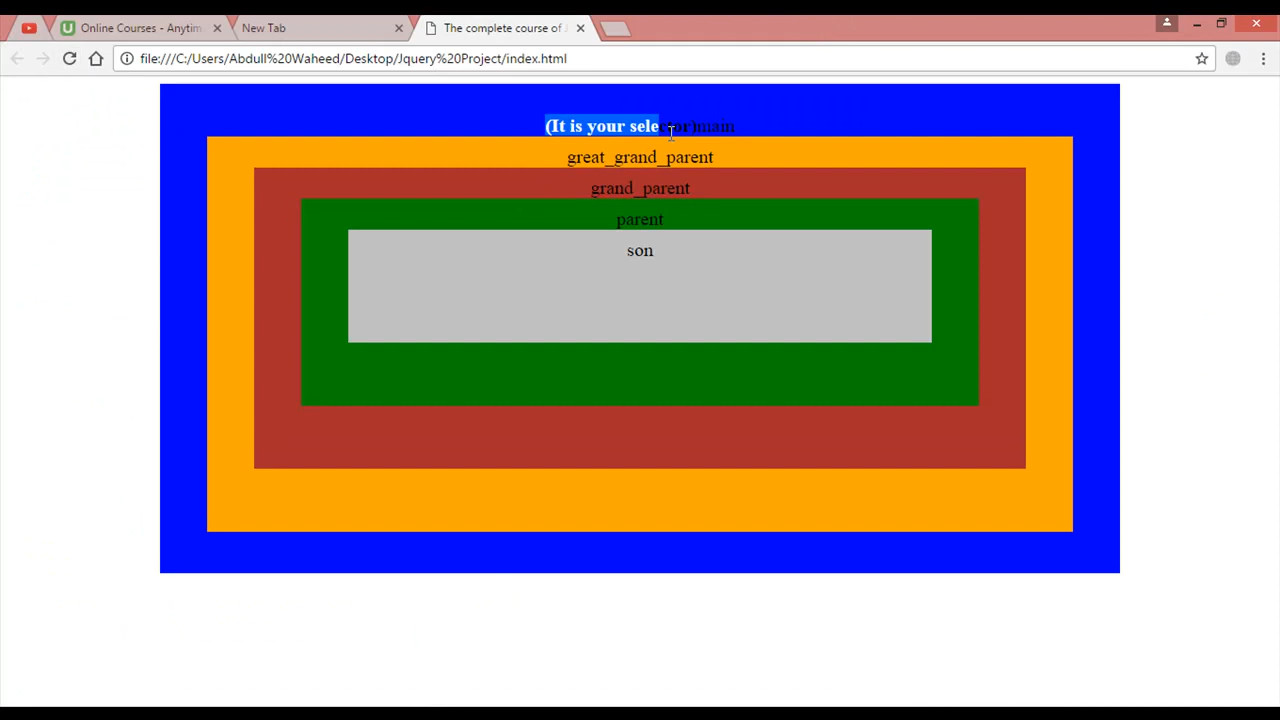 Online Courses - Anytim
New Tab
The complete course of J
file:///C:/Users/Abdull%20Waheed/Desktop/Jquery%20Project/index.html
(It is your selector)main
great_grand_parent
grand_parent
parent
son